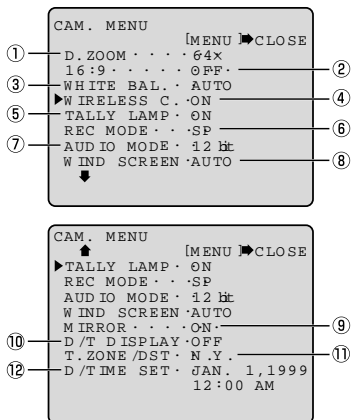 CAM. MENU
[MENU]➡CLOSE
① D.ZOOM · · · · 64×
16:9 · · · · · OFF · ②
③ WHITE BAL. · AUTO
▶WIRELESS C. · ON ④
⑤ TALLY LAMP · ON
REC MODE · · · SP ⑥
⑦ AUDIO MODE · 12 bit
WIND SCREEN · AUTO ⑧
CAM. MENU
[MENU]➡CLOSE
▶TALLY LAMP · ON
REC MODE · · · SP
AUDIO MODE · 12 bit
WIND SCREEN · AUTO
MIRROR · · · · ON · ⑨
⑩ D/T DISPLAY · OFF
T.ZONE/DST · N.Y. ⑪
⑫ D/TIME SET · JAN. 1,1999
12:00 AM